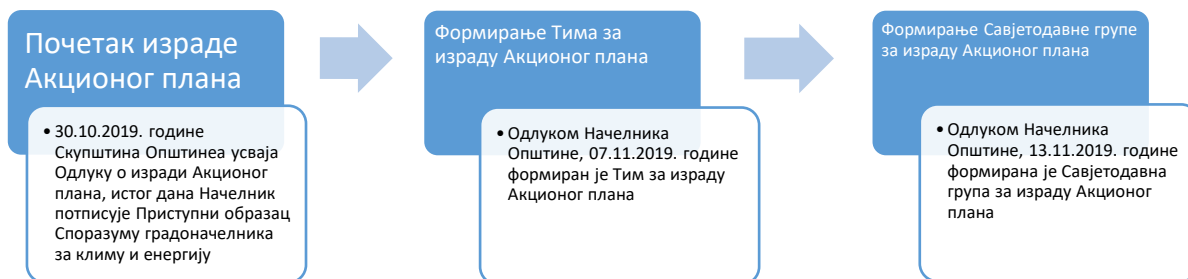 Почетак израде
Акционог плана
• 30.10.2019. године
Скупштина Општинеа усваја
Одлуку о изради Акционог
плана, истог дана Начелник
потписује Приступни образац
Споразуму градоначелника
за климу и енергију
Формирање Тима за
израду Акционог плана
• Одлуком Начелника
Општине, 07.11.2019. године
формиран је Тим за израду
Акционог плана
Формирање Савјетодавне групе
за израду Акционог плана
• Одлуком Начелника
Општине, 13.11.2019. године
формирана је Савјетодавна
група за израду Акционог
плана